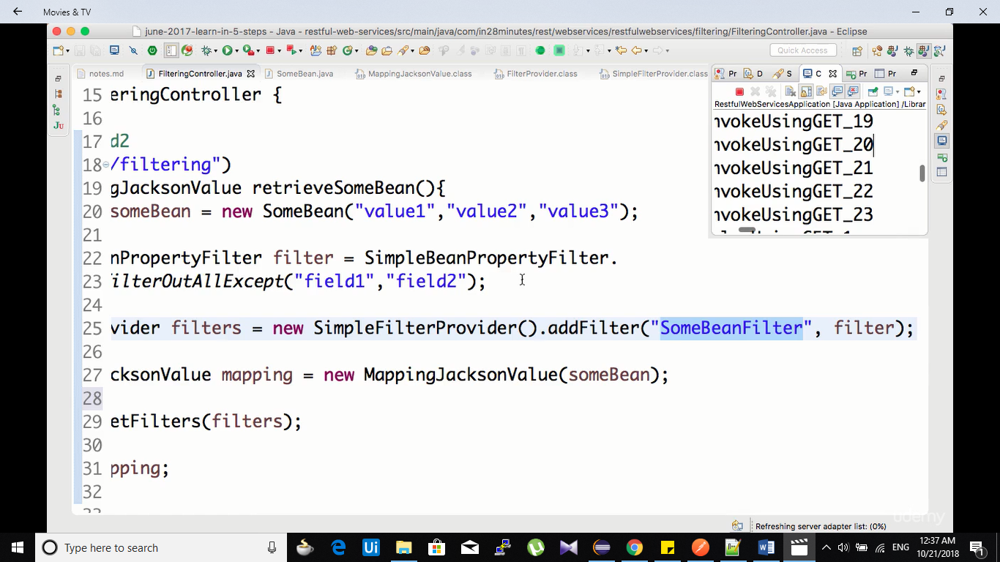 Movies & TV
june-2017-learn-in-5-steps - Java - restful-web-services/src/main/java/com/in28minutes/rest/webservices/restfulwebservices/filtering/FilteringController.java - Eclipse
Quick Access
notes.md FilteringController.java SomeBean.java MappingJacksonValue.class FilterProvider.class SimpleFilterProvider.class
Pr D S C Pr Pr
RestfulWebServicesApplication [Java Application] /Librar
nvokeUsingGET_19
nvokeUsingGET_20
nvokeUsingGET_21
nvokeUsingGET_22
nvokeUsingGET_23
15 eringController {
16
17 d2
18 /filtering")
19 gJacksonValue retrieveSomeBean(){
20 someBean = new SomeBean("value1","value2","value3");
21
22 nPropertyFilter filter = SimpleBeanPropertyFilter.
23 filterOutAllExcept("field1","field2");
24
25 vider filters = new SimpleFilterProvider().addFilter("SomeBeanFilter", filter);
26
27 cksonValue mapping = new MappingJacksonValue(someBean);
28
29 etFilters(filters);
30
31 pping;
32
udemy
Refreshing server adapter list: (0%)
Type here to search
Ui
ENG
12:37 AM
10/21/2018
1